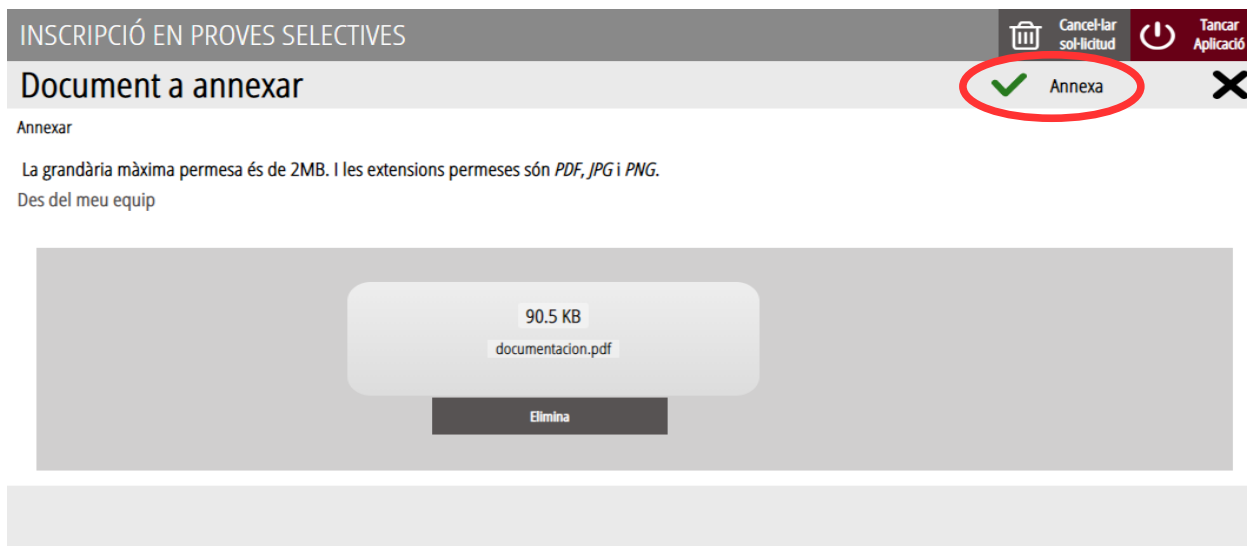 INSCRIPCIÓ EN PROVES SELECTIVES
Cancel·lar
sol·licitud
Tancar
Aplicació
Document a annexar
Annexa
Annexar
La grandària màxima permesa és de 2MB. I les extensions permeses són PDF, JPG i PNG.
Des del meu equip
90.5 KB
documentacion.pdf
Elimina